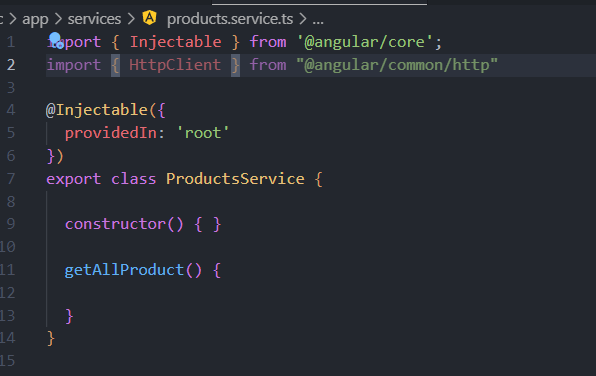 c > app > services > products.service.ts > ...
1 import { Injectable } from '@angular/core';
2 import { HttpClient } from "@angular/common/http"
3
4 @Injectable({
5   providedIn: 'root'
6 })
7 export class ProductsService {
8
9   constructor() { }
10
11   getAllProduct() {
12
13   }
14 }
15